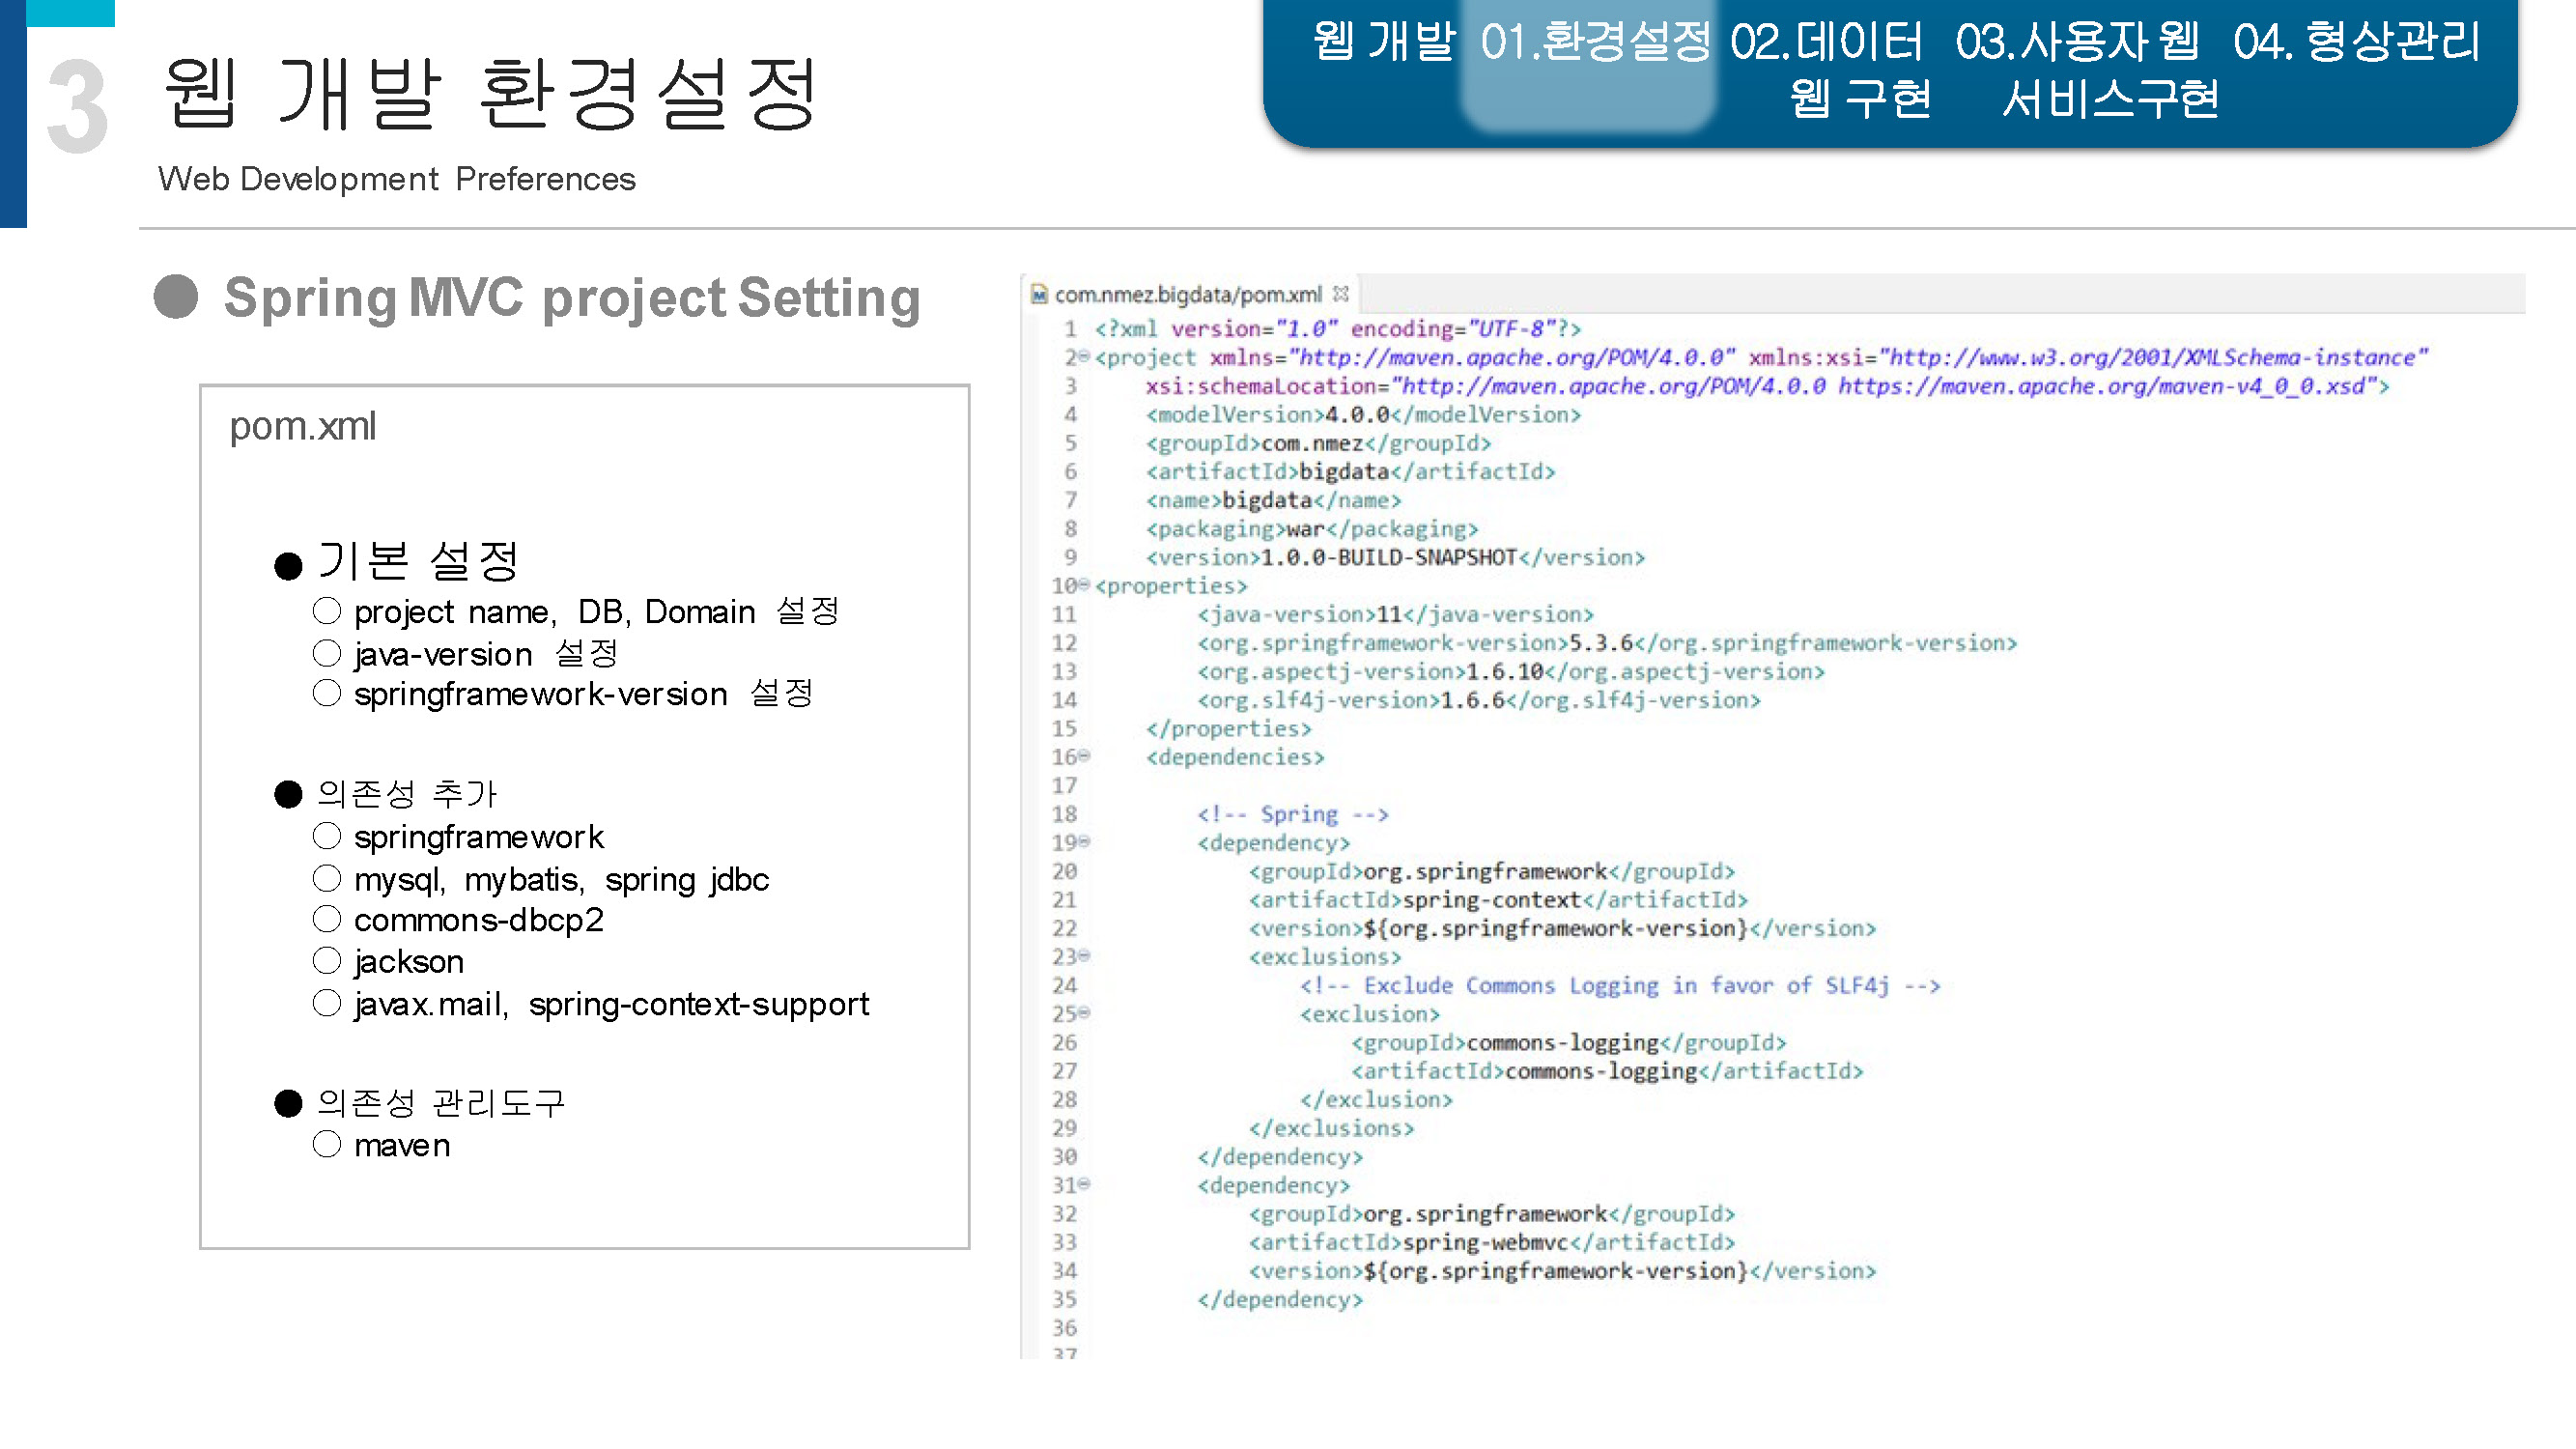 3
웹 개발 환경설정
Web Development Preferences
웹 개발 01.환경설정 02.데이터 03.사용자 웹 04. 형상관리
웹 구현 서비스구현
● Spring MVC project Setting
pom.xml
● 기본 설정
○ project name, DB, Domain 설정
○ java-version 설정
○ springframework-version 설정
● 의존성 추가
○ springframework
○ mysql, mybatis, spring jdbc
○ commons-dbcp2
○ jackson
○ javax.mail, spring-context-support
● 의존성 관리도구
○ maven
com.nmez.bigdata/pom.xml
1 <?xml version="1.0" encoding="UTF-8"?>
2 <project xmlns="http://maven.apache.org/POM/4.0.0" xmlns:xsi="http://www.w3.org/2001/XMLSchema-instance"
3 xsi:schemaLocation="http://maven.apache.org/POM/4.0.0 https://maven.apache.org/maven-v4_0_0.xsd">
4 <modelVersion>4.0.0</modelVersion>
5 <groupId>com.nmez</groupId>
6 <artifactId>bigdata</artifactId>
7 <name>bigdata</name>
8 <packaging>war</packaging>
9 <version>1.0.0-BUILD-SNAPSHOT</version>
10 <properties>
11 <java-version>11</java-version>
12 <org.springframework-version>5.3.6</org.springframework-version>
13 <org.aspectj-version>1.6.10</org.aspectj-version>
14 <org.slf4j-version>1.6.6</org.slf4j-version>
15 </properties>
16 <dependencies>
17
18 <!-- Spring -->
19 <dependency>
20 <groupId>org.springframework</groupId>
21 <artifactId>spring-context</artifactId>
22 <version>${org.springframework-version}</version>
23 <exclusions>
24 <!-- Exclude Commons Logging in favor of SLF4j -->
25 <exclusion>
26 <groupId>commons-logging</groupId>
27 <artifactId>commons-logging</artifactId>
28 </exclusion>
29 </exclusions>
30 </dependency>
31 <dependency>
32 <groupId>org.springframework</groupId>
33 <artifactId>spring-webmvc</artifactId>
34 <version>${org.springframework-version}</version>
35 </dependency>
36
37